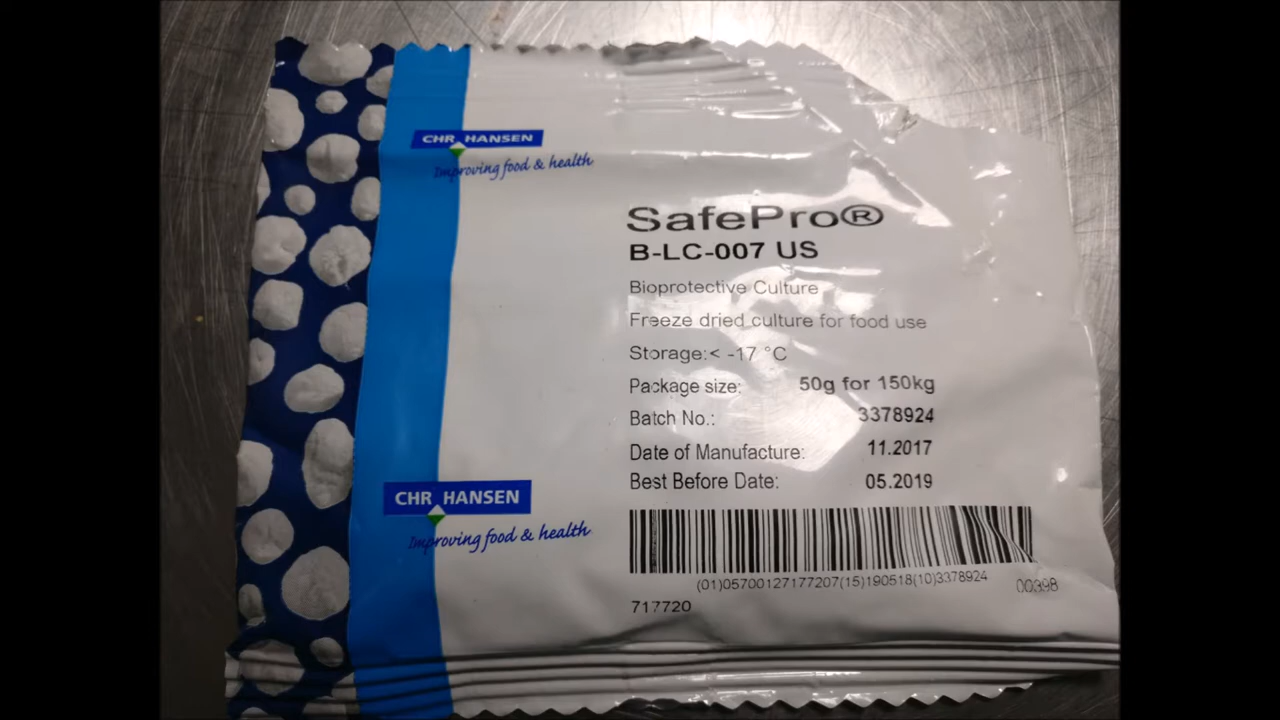 CHR HANSEN
Improving food & health
SafePro®
B-LC-007 US
Bioprotective Culture
Freeze dried culture for food use
Storage:< -17 °C
Package size: 50g for 150kg
Batch No.: 3378924
Date of Manufacture: 11.2017
Best Before Date: 05.2019
CHR HANSEN
Improving food & health
(01)05700127177207(15)190518(10)3378924
00398
717720